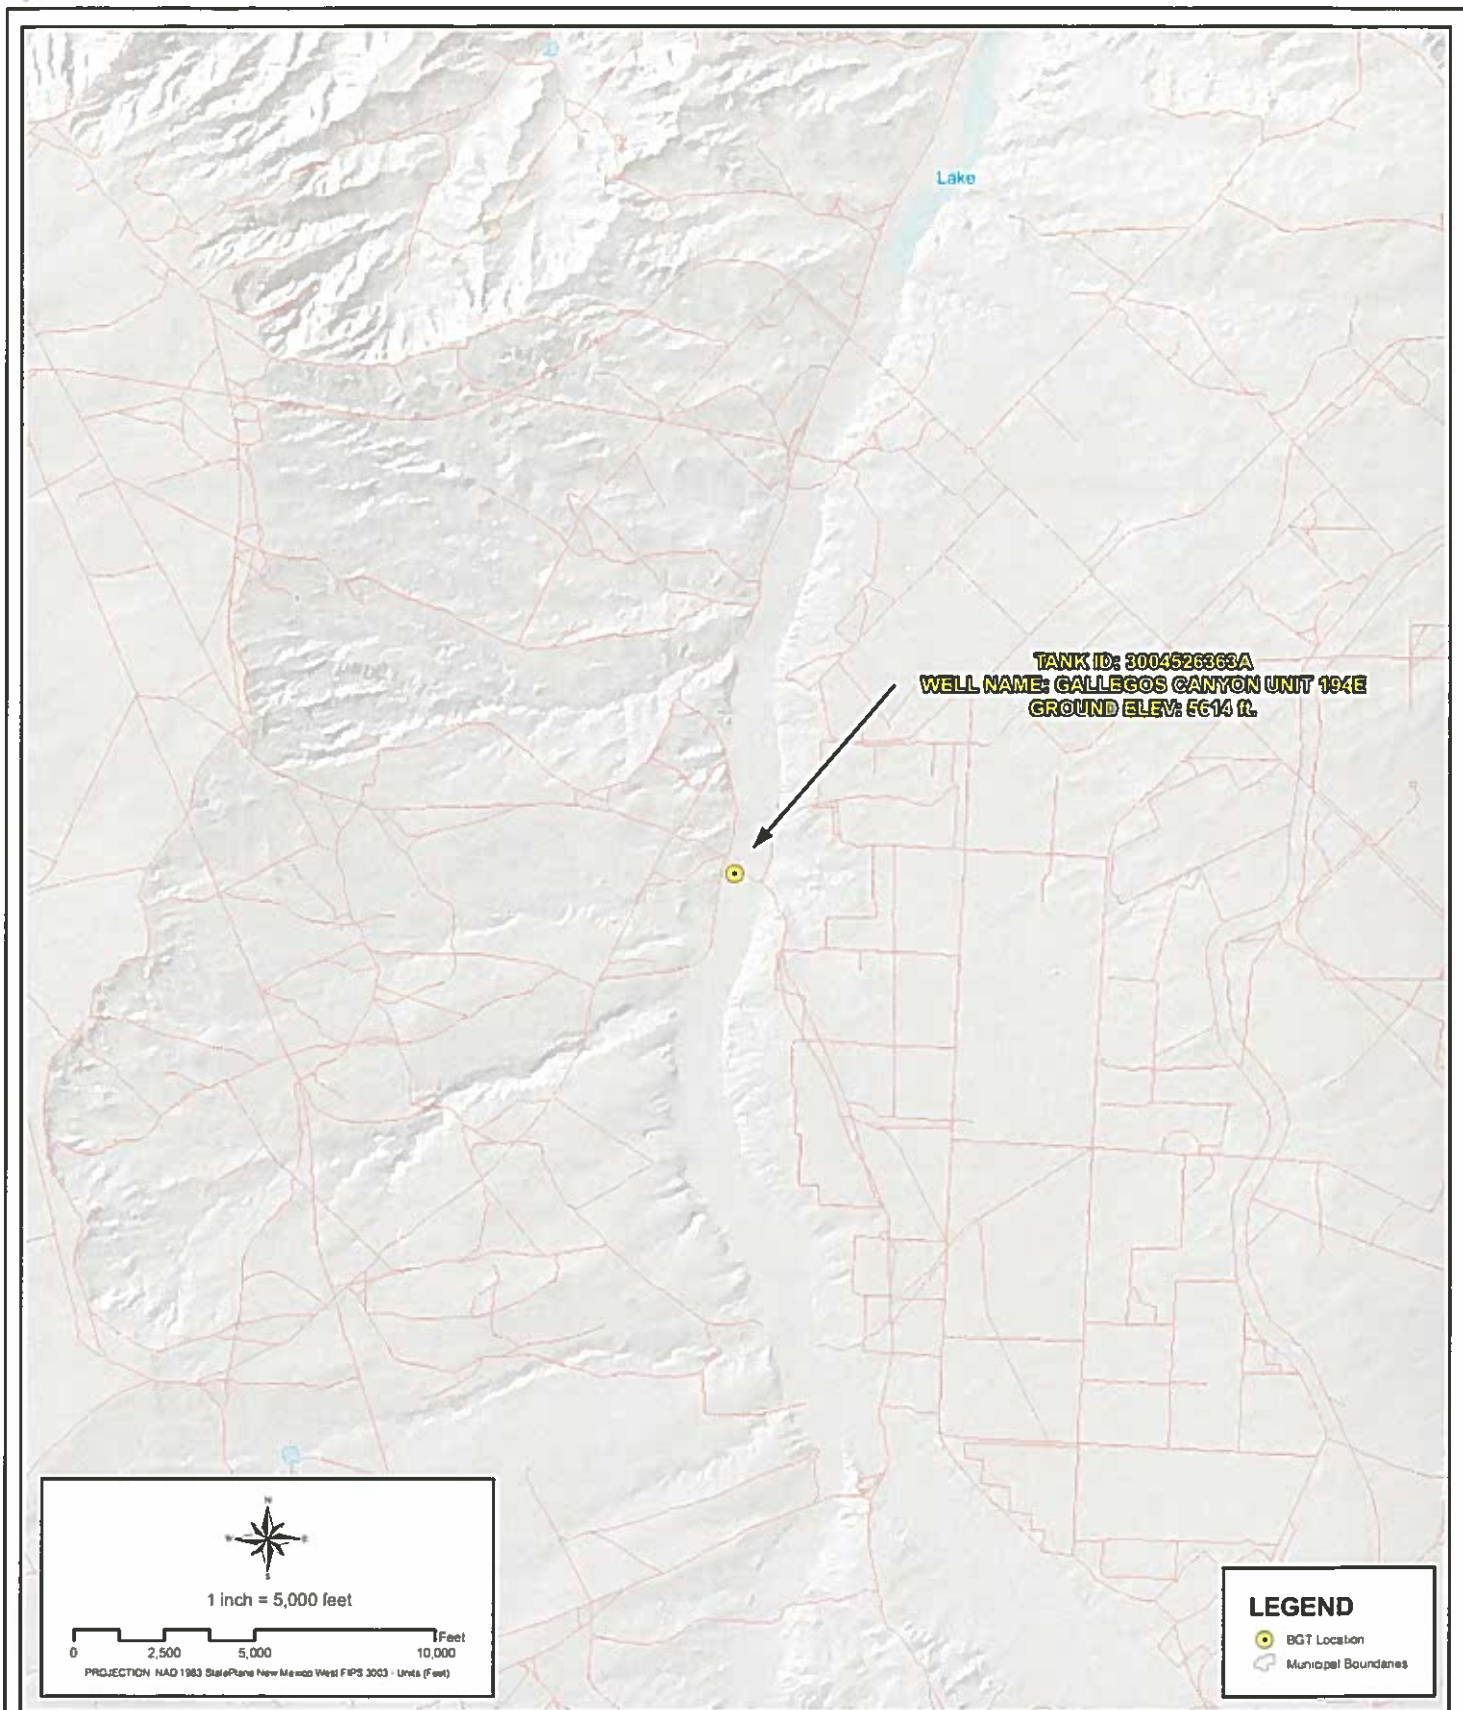 Lake
TANK ID: 3004526363A
WELL NAME: GALLEGOS CANYON UNIT 194E
GROUND ELEV: 5614 ft.
N
W E
S
1 inch = 5,000 feet
Feet
0 2,500 5,000 10,000
PROJECTION NAD 1983 StatePlane New Mexico West FIPS 3003 - Units (Feet)
LEGEND
BGT Location
Municipal Boundaries